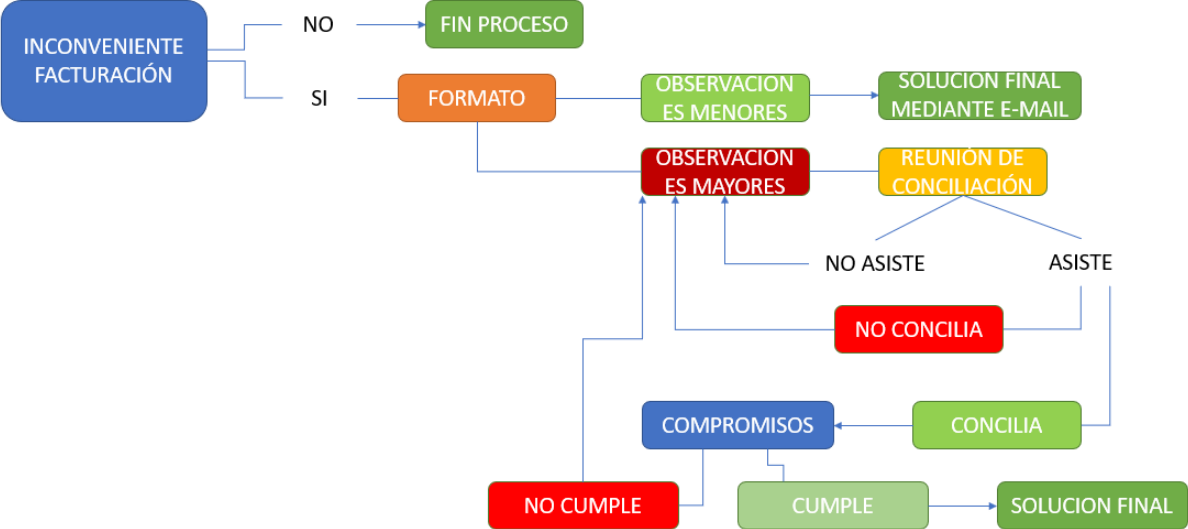 INCONVENIENTE
FACTURACIÓN
NO
FIN PROCESO
SI
FORMATO
OBSERVACION
ES MENORES
SOLUCION FINAL
MEDIANTE E-MAIL
OBSERVACION
ES MAYORES
REUNIÓN DE
CONCILIACIÓN
NO ASISTE
ASISTE
NO CONCILIA
COMPROMISOS
CONCILIA
NO CUMPLE
CUMPLE
SOLUCION FINAL